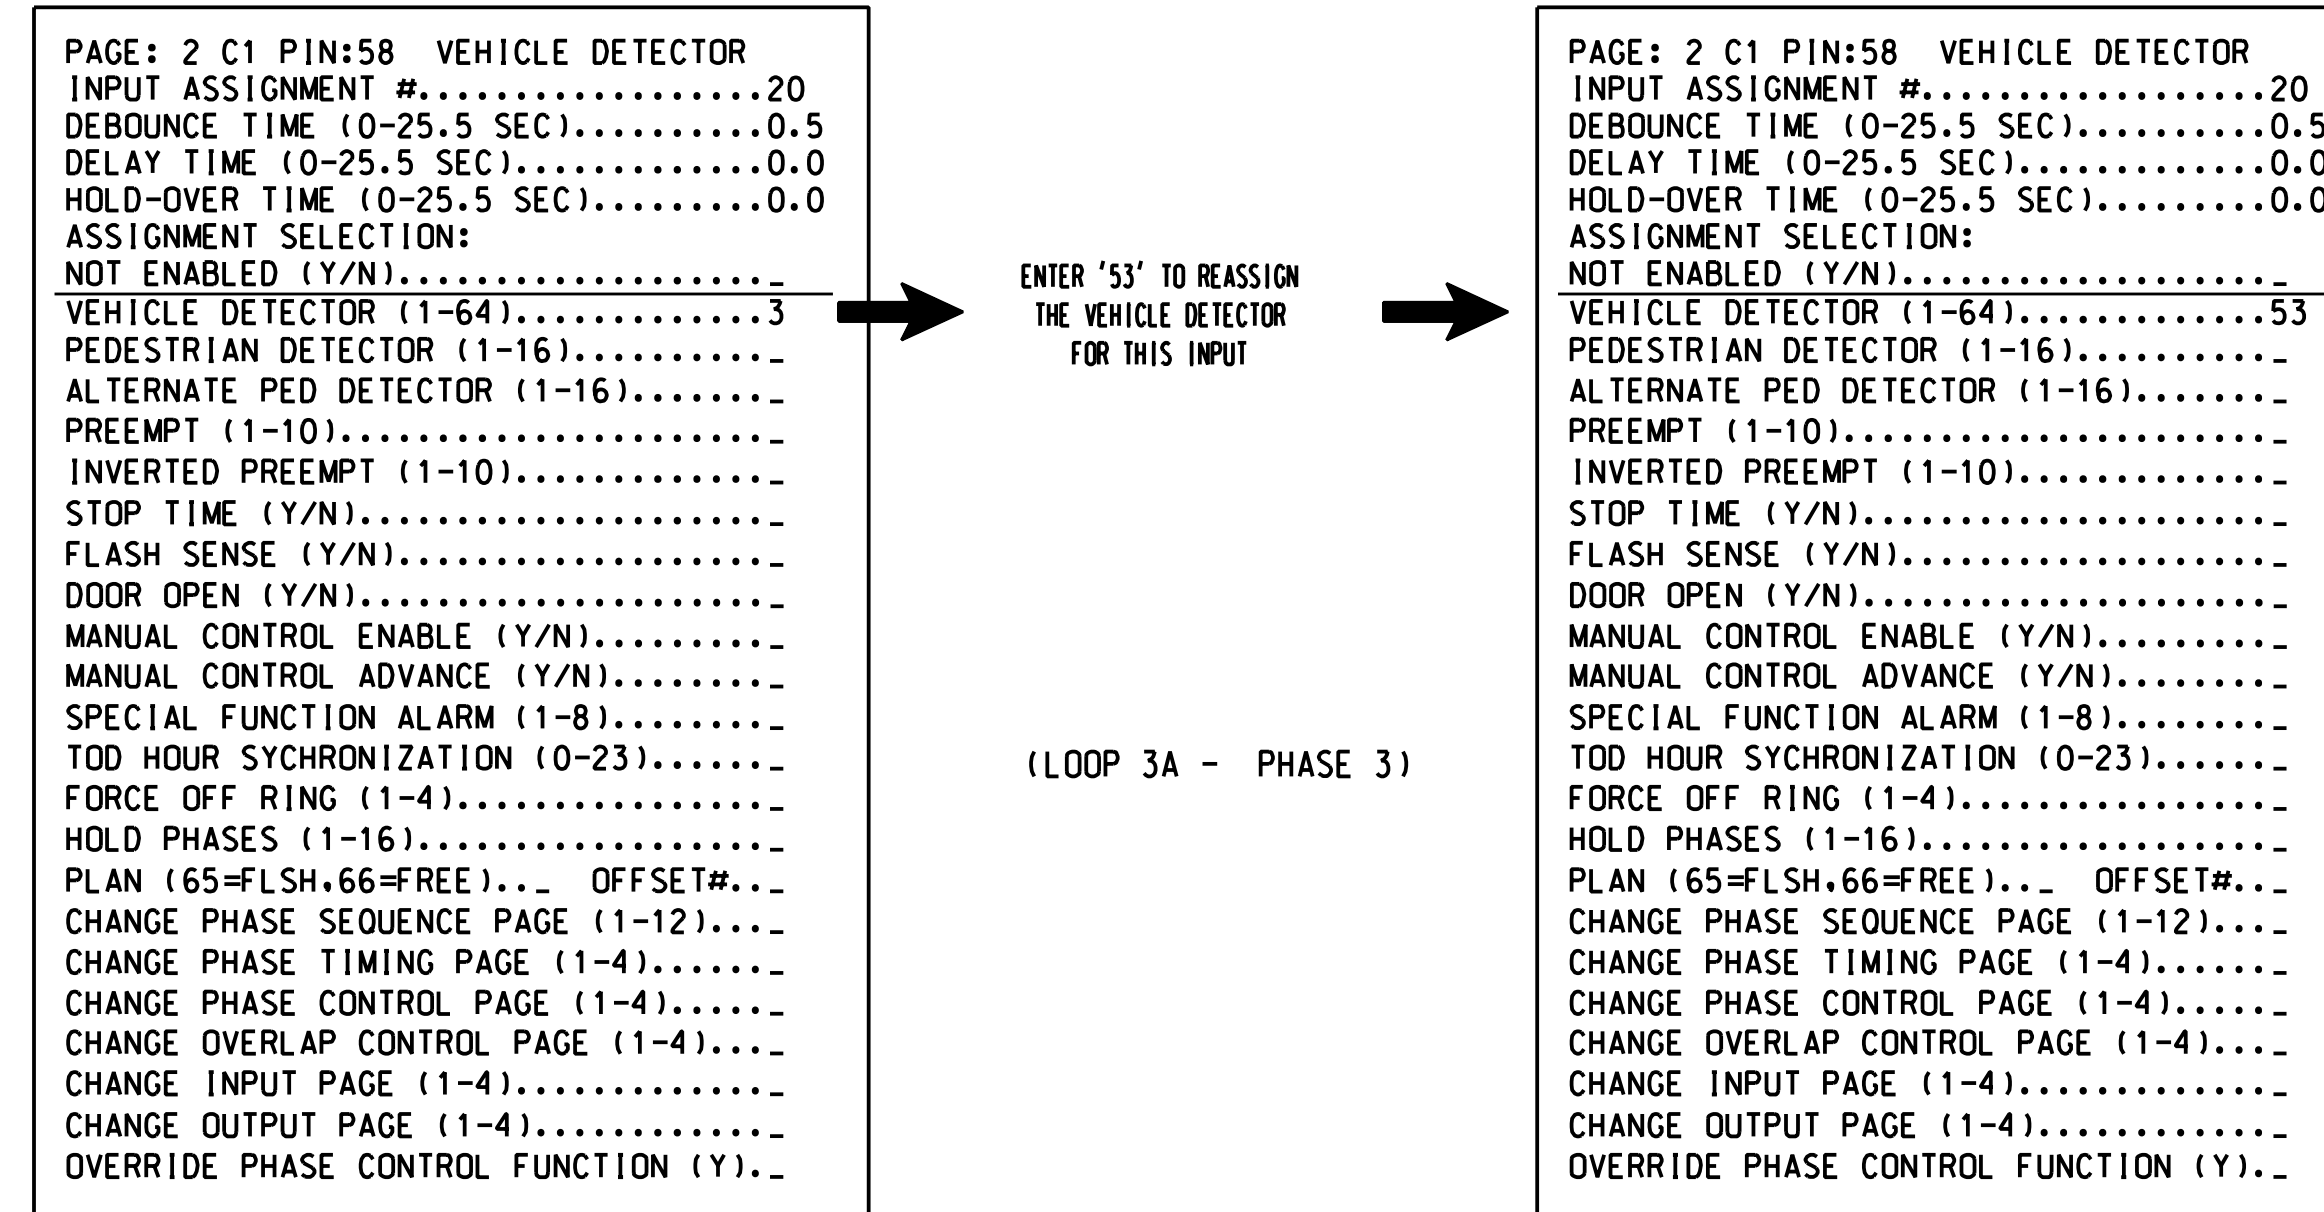 PAGE: 2 C1 PIN:58 VEHICLE DETECTOR
INPUT ASSIGNMENT #..................20
DEBOUNCE TIME (0-25.5 SEC)..........0.5
DELAY TIME (0-25.5 SEC).............0.0
HOLD-OVER TIME (0-25.5 SEC).........0.0
ASSIGNMENT SELECTION:
NOT ENABLED (Y/N)..................._
VEHICLE DETECTOR (1-64).............3
PEDESTRIAN DETECTOR (1-16).........._
ALTERNATE PED DETECTOR (1-16)......._
PREEMPT (1-10)......................_
INVERTED PREEMPT (1-10)............._
STOP TIME (Y/N)....................._
FLASH SENSE (Y/N)..................._
DOOR OPEN (Y/N)....................._
MANUAL CONTROL ENABLE (Y/N)........._
MANUAL CONTROL ADVANCE (Y/N)........_
SPECIAL FUNCTION ALARM (1-8)........_
TOD HOUR SYCHRONIZATION (0-23)......_
FORCE OFF RING (1-4)................_
HOLD PHASES (1-16).................._
PLAN (65=FLSH,66=FREE).._ OFFSET#.._
CHANGE PHASE SEQUENCE PAGE (1-12)..._
CHANGE PHASE TIMING PAGE (1-4)......_
CHANGE PHASE CONTROL PAGE (1-4)....._
CHANGE OVERLAP CONTROL PAGE (1-4)..._
CHANGE INPUT PAGE (1-4)............._
CHANGE OUTPUT PAGE (1-4)............_
OVERRIDE PHASE CONTROL FUNCTION (Y)._
ENTER '53' TO REASSIGN
THE VEHICLE DETECTOR
FOR THIS INPUT
(LOOP 3A - PHASE 3)
PAGE: 2 C1 PIN:58 VEHICLE DETECTOR
INPUT ASSIGNMENT #..................20
DEBOUNCE TIME (0-25.5 SEC)..........0.5
DELAY TIME (0-25.5 SEC).............0.0
HOLD-OVER TIME (0-25.5 SEC).........0.0
ASSIGNMENT SELECTION:
NOT ENABLED (Y/N)..................._
VEHICLE DETECTOR (1-64).............53
PEDESTRIAN DETECTOR (1-16).........._
ALTERNATE PED DETECTOR (1-16)......._
PREEMPT (1-10)......................_
INVERTED PREEMPT (1-10)............._
STOP TIME (Y/N)....................._
FLASH SENSE (Y/N)..................._
DOOR OPEN (Y/N)....................._
MANUAL CONTROL ENABLE (Y/N)........._
MANUAL CONTROL ADVANCE (Y/N)........_
SPECIAL FUNCTION ALARM (1-8)........_
TOD HOUR SYCHRONIZATION (0-23)......_
FORCE OFF RING (1-4)................_
HOLD PHASES (1-16).................._
PLAN (65=FLSH,66=FREE).._ OFFSET#.._
CHANGE PHASE SEQUENCE PAGE (1-12)..._
CHANGE PHASE TIMING PAGE (1-4)......_
CHANGE PHASE CONTROL PAGE (1-4)....._
CHANGE OVERLAP CONTROL PAGE (1-4)..._
CHANGE INPUT PAGE (1-4)............._
CHANGE OUTPUT PAGE (1-4)............_
OVERRIDE PHASE CONTROL FUNCTION (Y)._